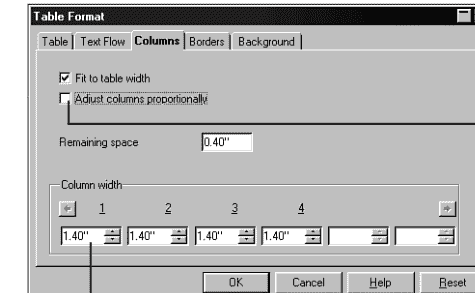 Table Format
Table Text Flow Columns Borders Background
Fit to table width
Adjust columns proportionally
Remaining space 0.40"
Column width
1 2 3 4
1.40" 1.40" 1.40" 1.40"
OK Cancel Help Reset